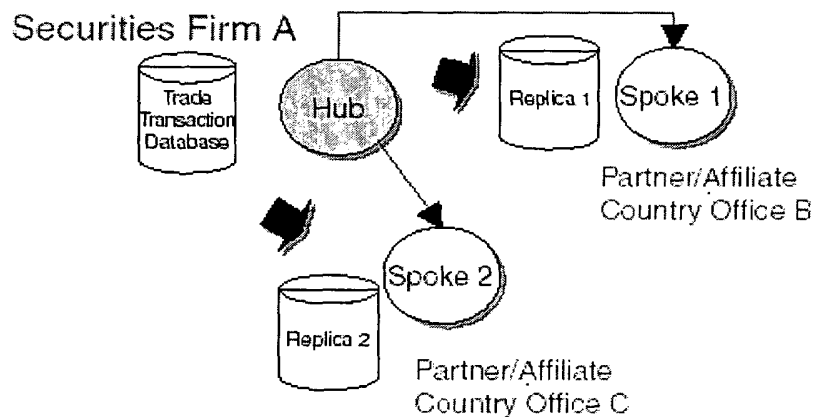 Securities Firm A
Trade
Transaction
Database
Hub
Replica 1
Spoke 1
Partner/Affiliate
Country Office B
Spoke 2
Replica 2
Partner/Affiliate
Country Office C